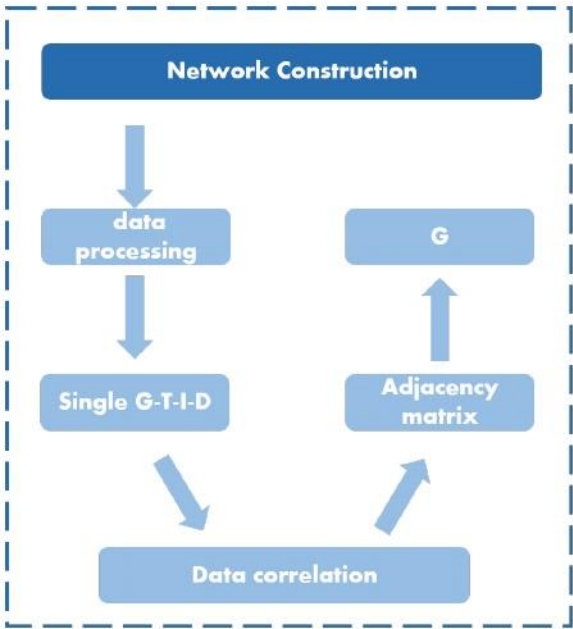 Network Construction
data
processing
G
Single G-T-I-D
Adjacency
matrix
Data correlation